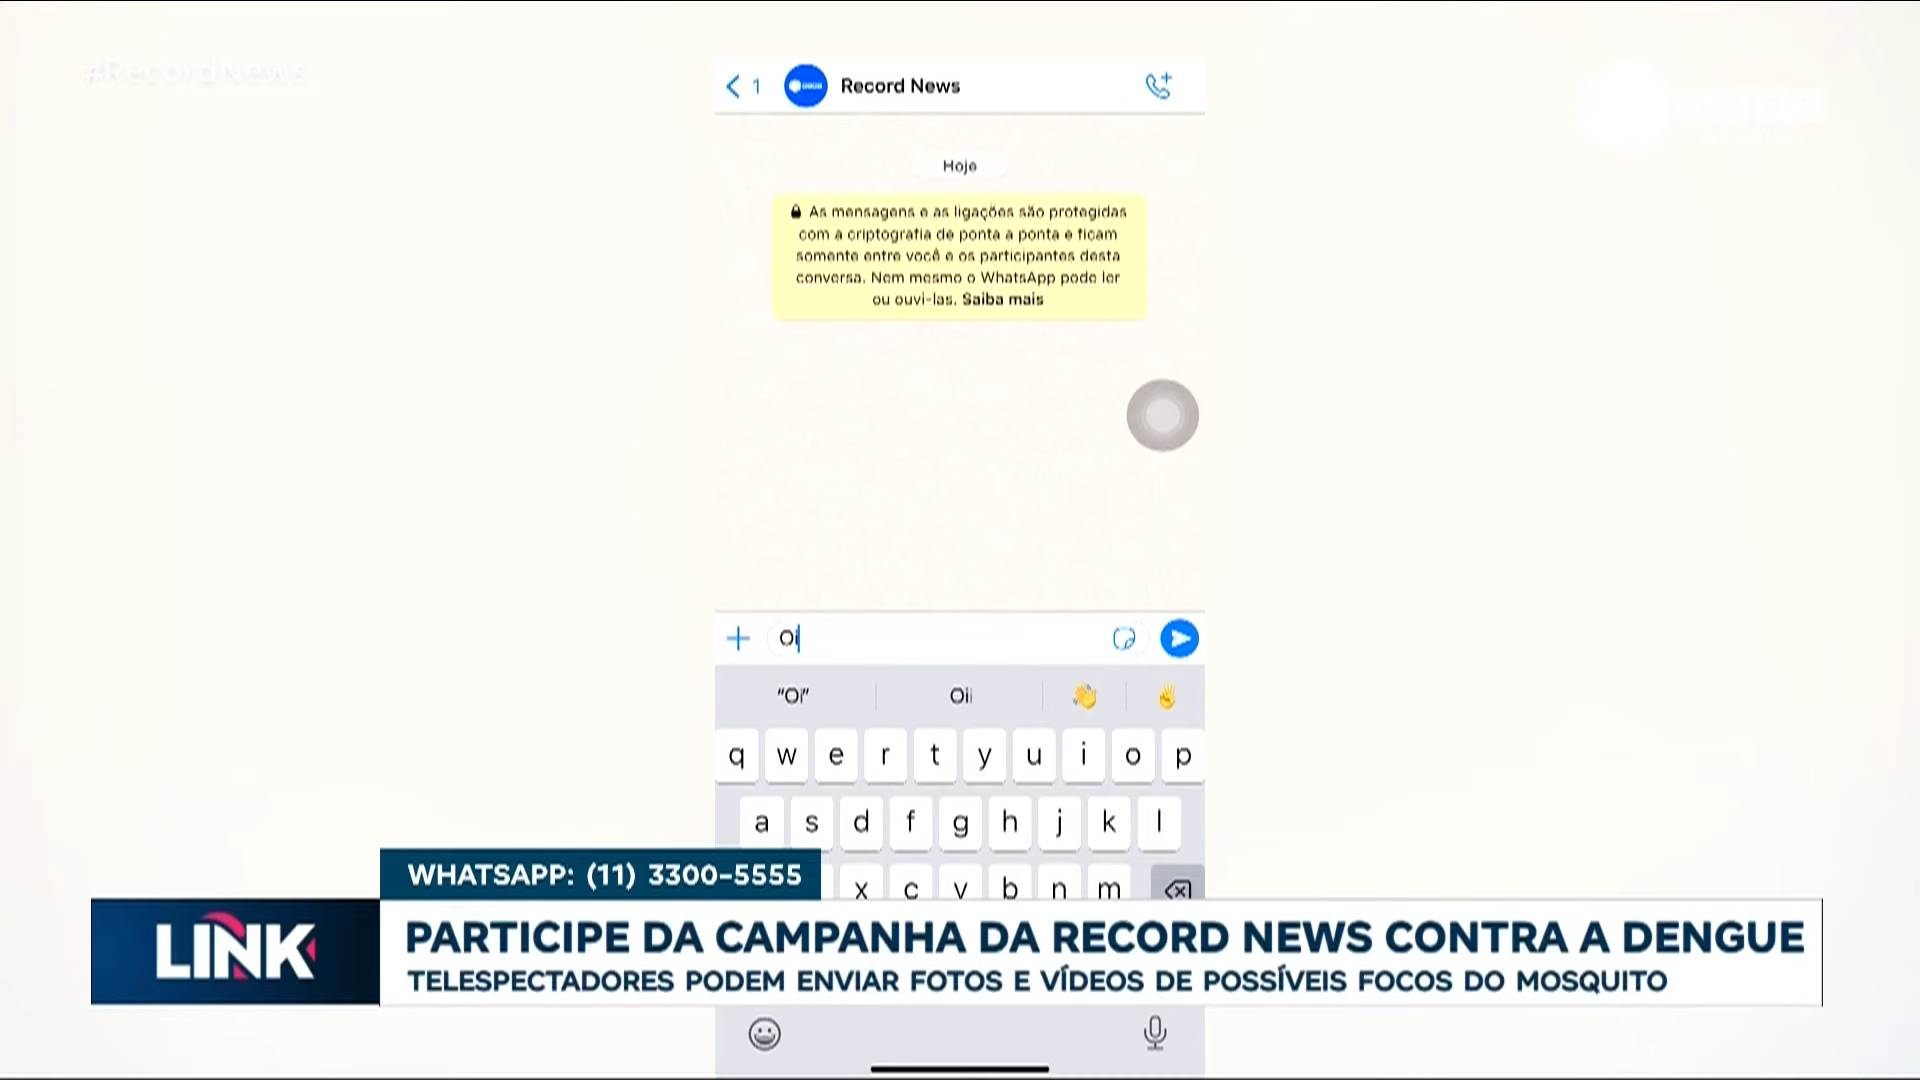 #RecordNews
1 Record News
Hoje
As mensagens e as ligações são protegidas
com a criptografia de ponta a ponta e ficam
somente entre você e os participantes desta
conversa. Nem mesmo o WhatsApp pode ler
ou ouvi-las. Saiba mais
Oi
“Oi” Oii
q w e r t y u i o p
a s d f g h j k l
x c v b n m
WHATSAPP: (11) 3300-5555
LINK
PARTICIPE DA CAMPANHA DA RECORD NEWS CONTRA A DENGUE
TELESPECTADORES PODEM ENVIAR FOTOS E VÍDEOS DE POSSÍVEIS FOCOS DO MOSQUITO